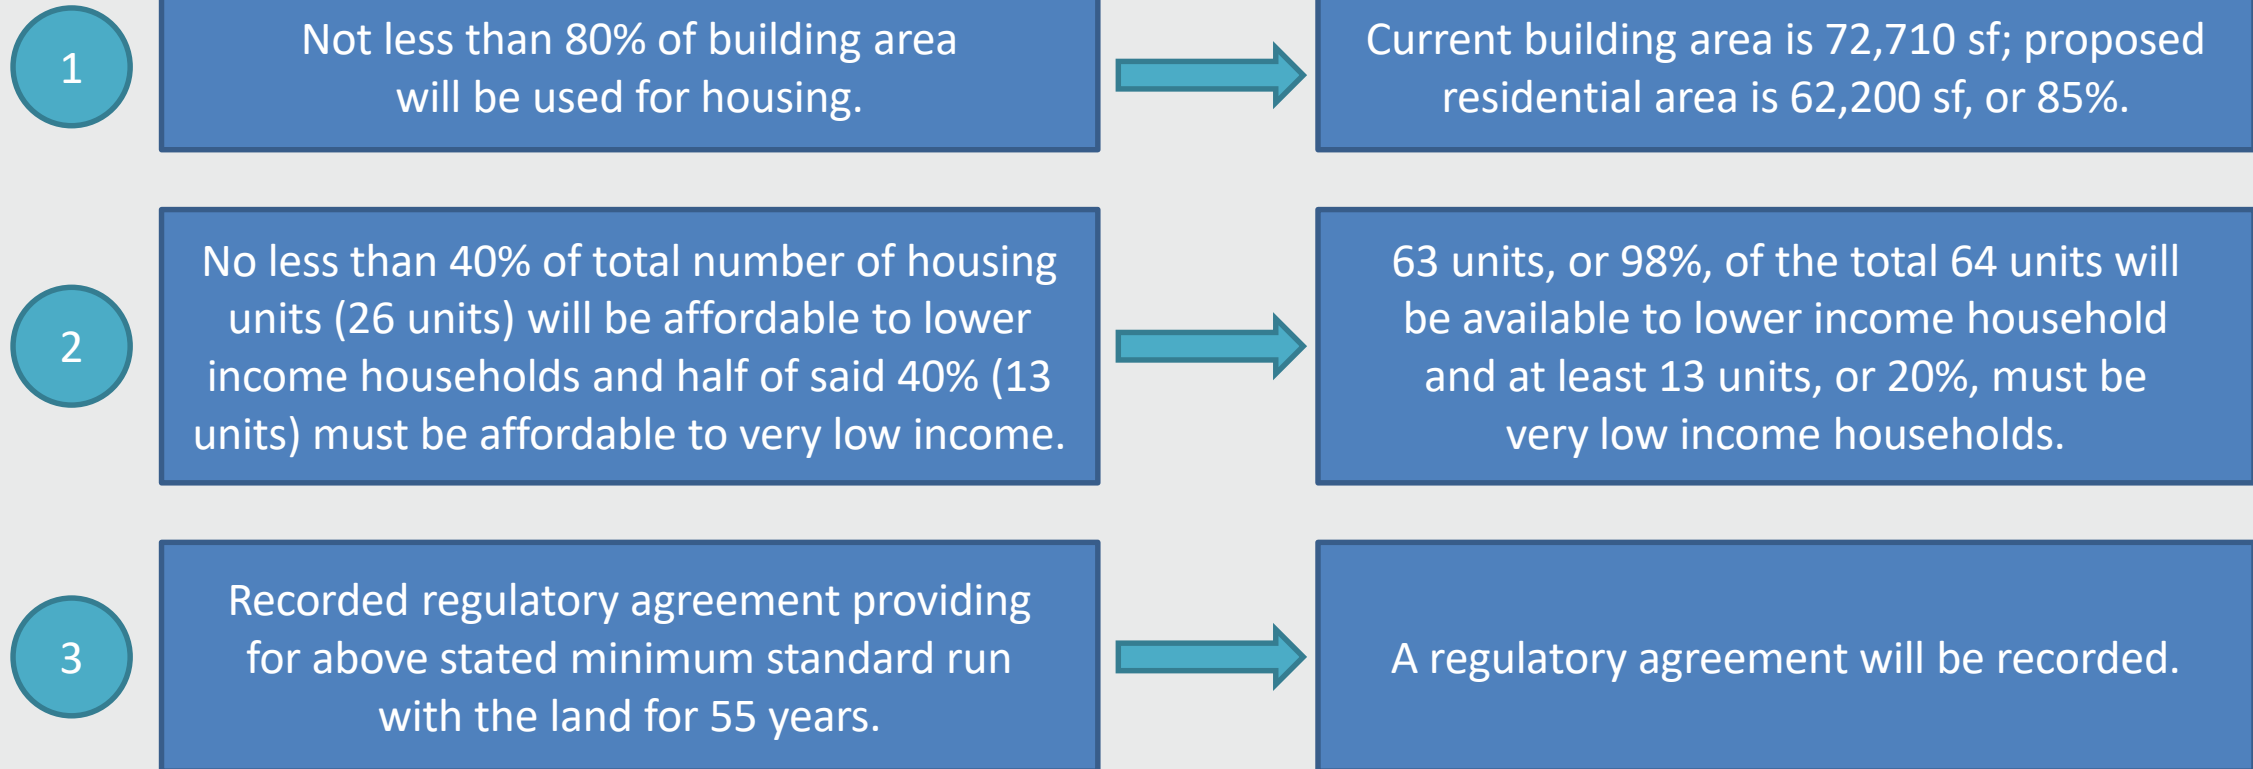 1
Not less than 80% of building area
will be used for housing.
Current building area is 72,710 sf; proposed
residential area is 62,200 sf, or 85%.
2
No less than 40% of total number of housing
units (26 units) will be affordable to lower
income households and half of said 40% (13
units) must be affordable to very low income.
63 units, or 98%, of the total 64 units will
be available to lower income household
and at least 13 units, or 20%, must be
very low income households.
3
Recorded regulatory agreement providing
for above stated minimum standard run
with the land for 55 years.
A regulatory agreement will be recorded.